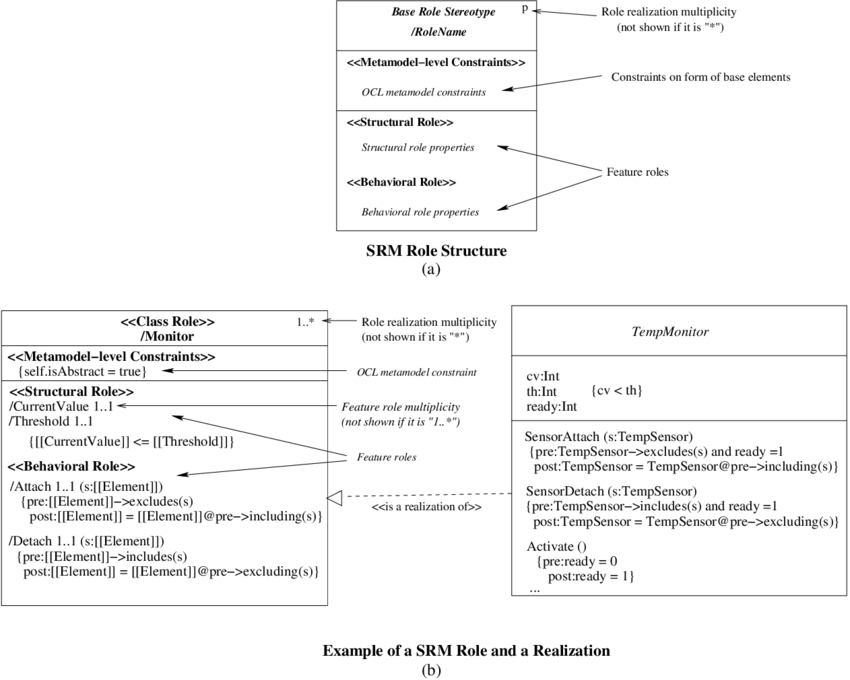 Base Role Stereotype p
/RoleName
Role realization multiplicity
(not shown if it is "*")
<<Metamodel-level Constraints>>
OCL metamodel constraints
Constraints on form of base elements
<<Structural Role>>
Structural role properties
Feature roles
<<Behavioral Role>>
Behavioral role properties
SRM Role Structure
(a)
<<Class Role>> 1..*
/Monitor
<<Metamodel-level Constraints>>
{self.isAbstract = true}
<<Structural Role>>
/CurrentValue 1..1
/Threshold 1..1
{[[CurrentValue]] <= [[Threshold]]}
<<Behavioral Role>>
/Attach 1..1 (s:[[Element]])
{pre:[[Element]]->excludes(s)
post:[[Element]] = [[Element]]@pre->including(s)}
/Detach 1..1 (s:[[Element]])
{pre:[[Element]]->includes(s)
post:[[Element]] = [[Element]]@pre->excluding(s)}
Role realization multiplicity
(not shown if it is "*")
OCL metamodel constraint
Feature role multiplicity
(not shown if it is "1..*")
Feature roles
<<is a realization of>>
TempMonitor
cv:Int
th:Int {cv < th}
ready:Int
SensorAttach (s:TempSensor)
{pre:TempSensor->excludes(s) and ready =1
post:TempSensor = TempSensor@pre->including(s)}
SensorDetach (s:TempSensor)
{pre:TempSensor->includes(s) and ready =1
post:TempSensor = TempSensor@pre->excluding(s)}
Activate ()
{pre:ready = 0
post:ready = 1}
...
Example of a SRM Role and a Realization
(b)